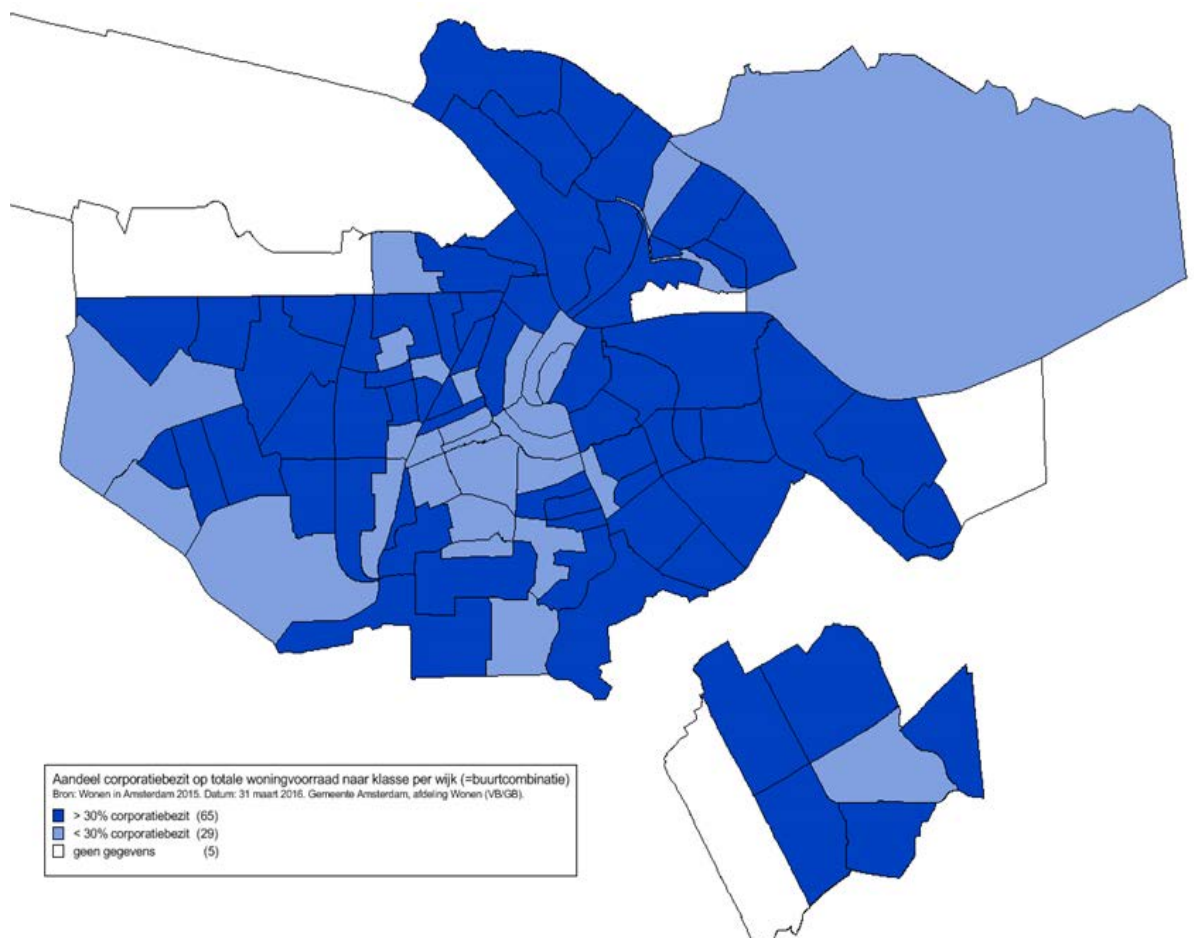 Aandeel corporatiebezit op totale woningvoorraad naar klasse per wijk (=buurtcombinatie)
Bron: Wonen in Amsterdam 2015. Datum: 31 maart 2016. Gemeente Amsterdam, afdeling Wonen (VB/GB).
> 30% corporatiebezit (65)
< 30% corporatiebezit (29)
geen gegevens (5)